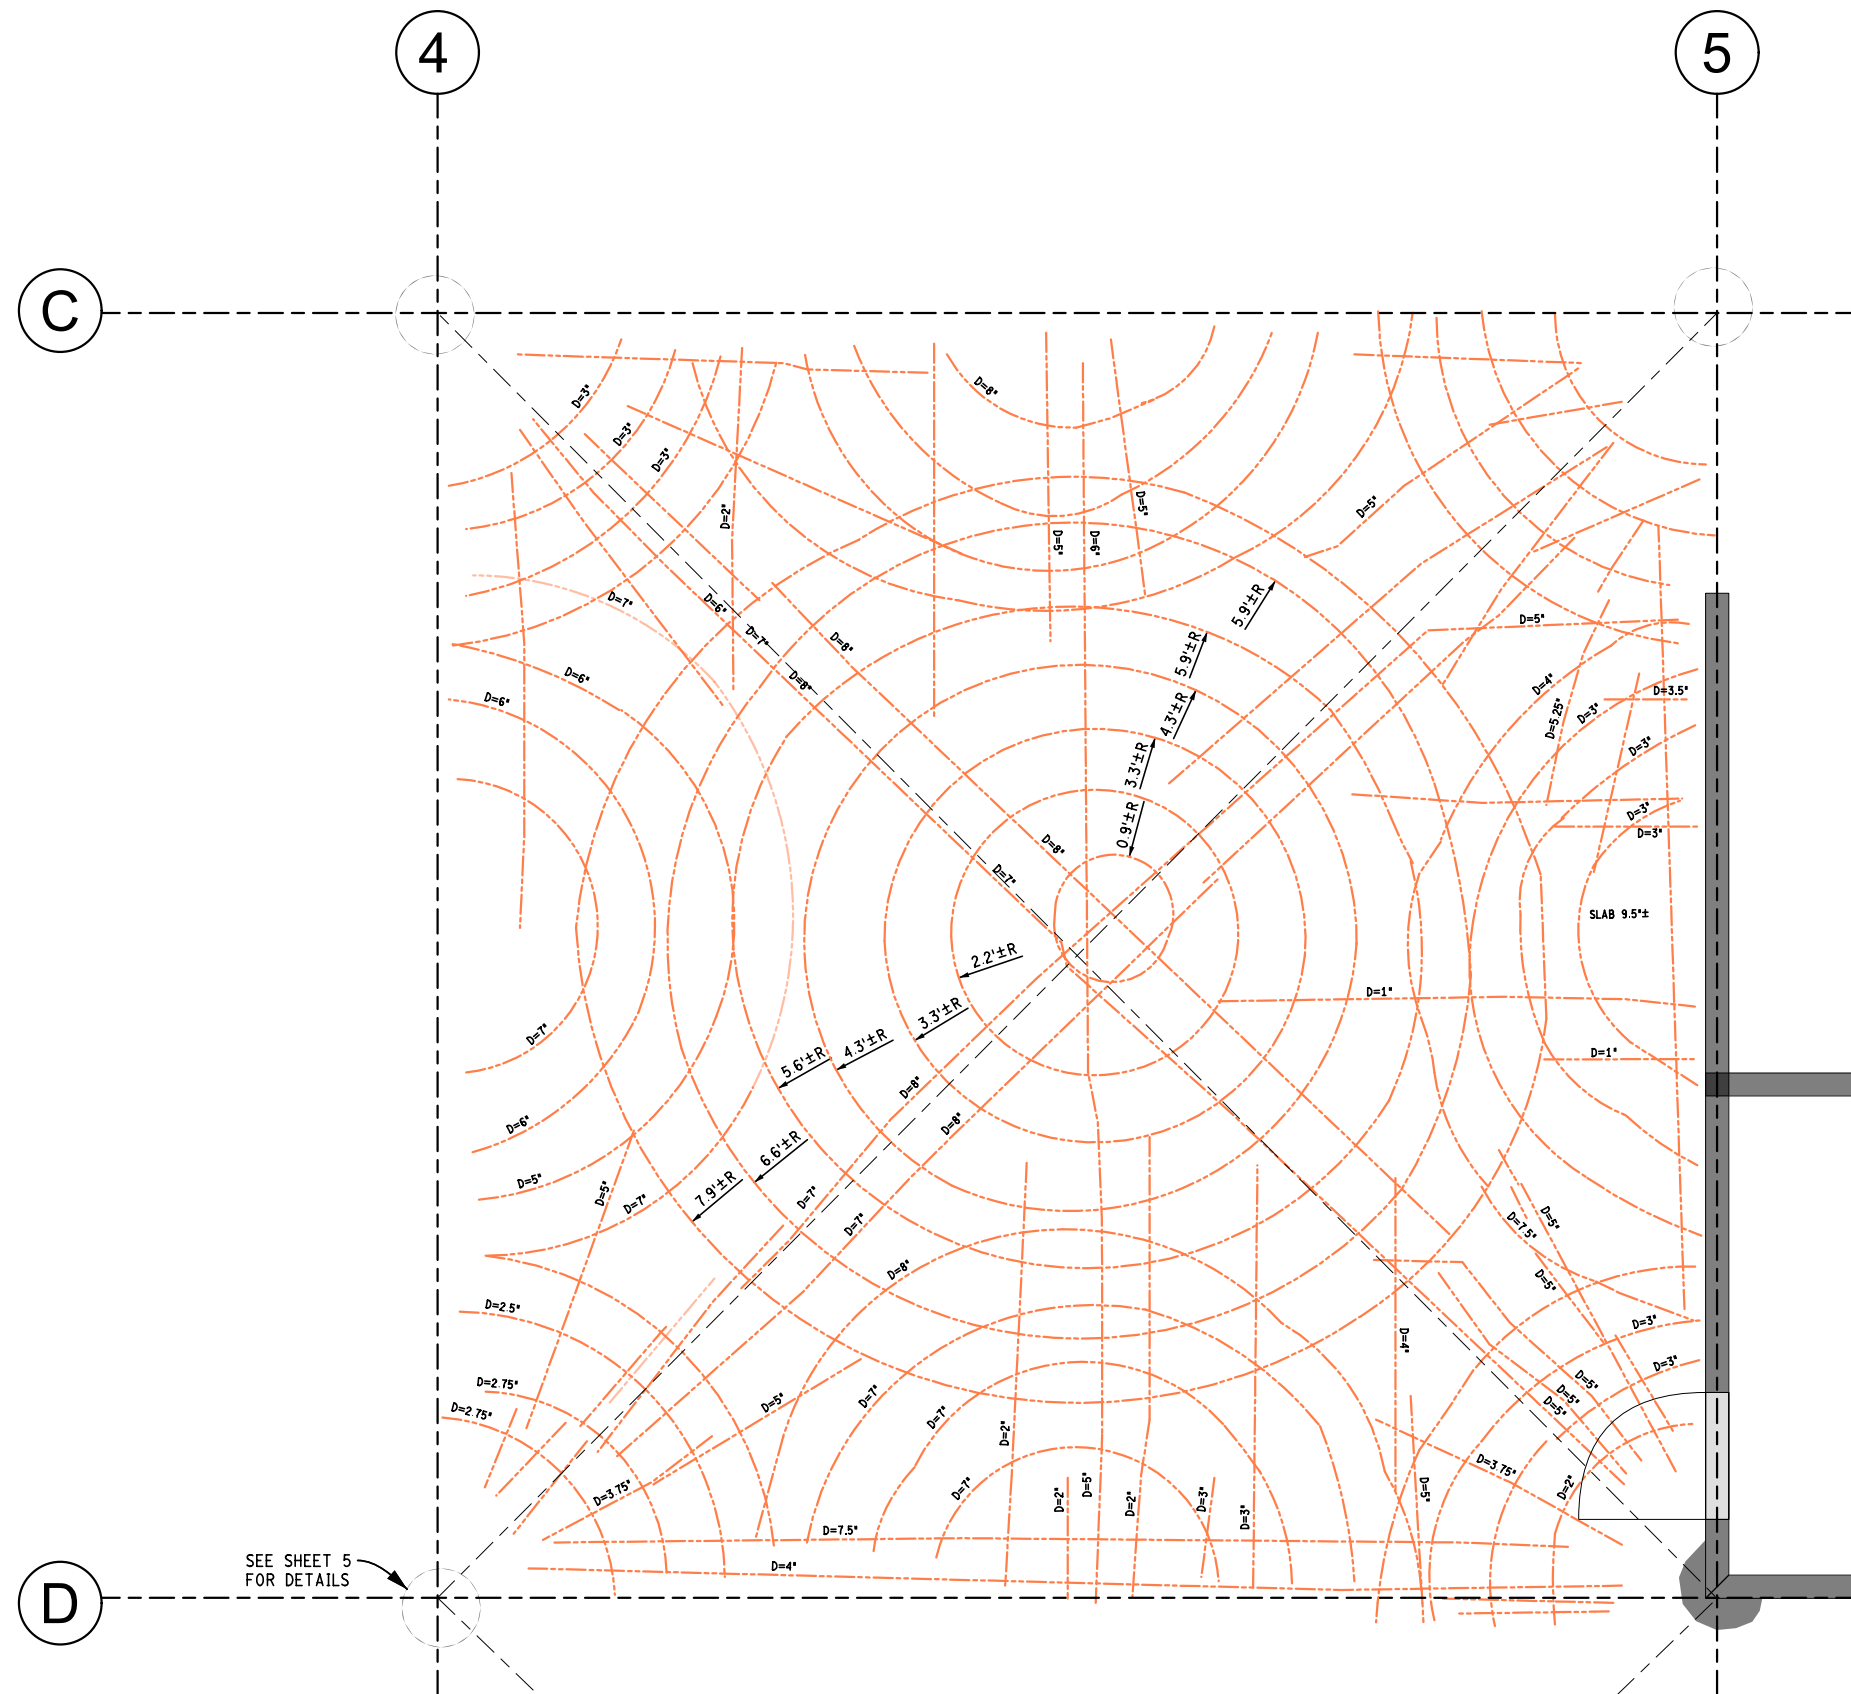 4
5
C
D=8"
D=3"
D=3"
D=3"
D=2"
D=5"
D=5"
D=5"
D=6"
D=7"
D=6"
D=7"
D=8"
D=8"
5.9'±R
5.9'±R
4.3'±R
3.3'±R
0.9'±R
D=5"
D=6"
D=6"
D=4"
D=3.5"
D=5.25"
D=3"
D=3"
D=3"
D=3"
D=8"
D=7"
SLAB 9.5"±
2.2'±R
3.3'±R
4.3'±R
5.6'±R
6.6'±R
7.9'±R
D=1"
D=1"
D=7"
D=6"
D=5"
D=5"
D=7"
D=8"
D=8"
D=7"
D=7"
D=8"
D=7.5"
D=5"
D=5"
D=2.5"
D=3"
D=4"
D=3"
D=2.75"
D=2.75"
D=5"
D=7"
D=7"
D=5"
D=5"
D=5"
D=2"
D=3.75"
D=3.75"
D=7"
D=2"
D=5"
D=2"
D=3"
D=3"
D=5"
D=2"
D=7.5"
D=4"
SEE SHEET 5
FOR DETAILS
D